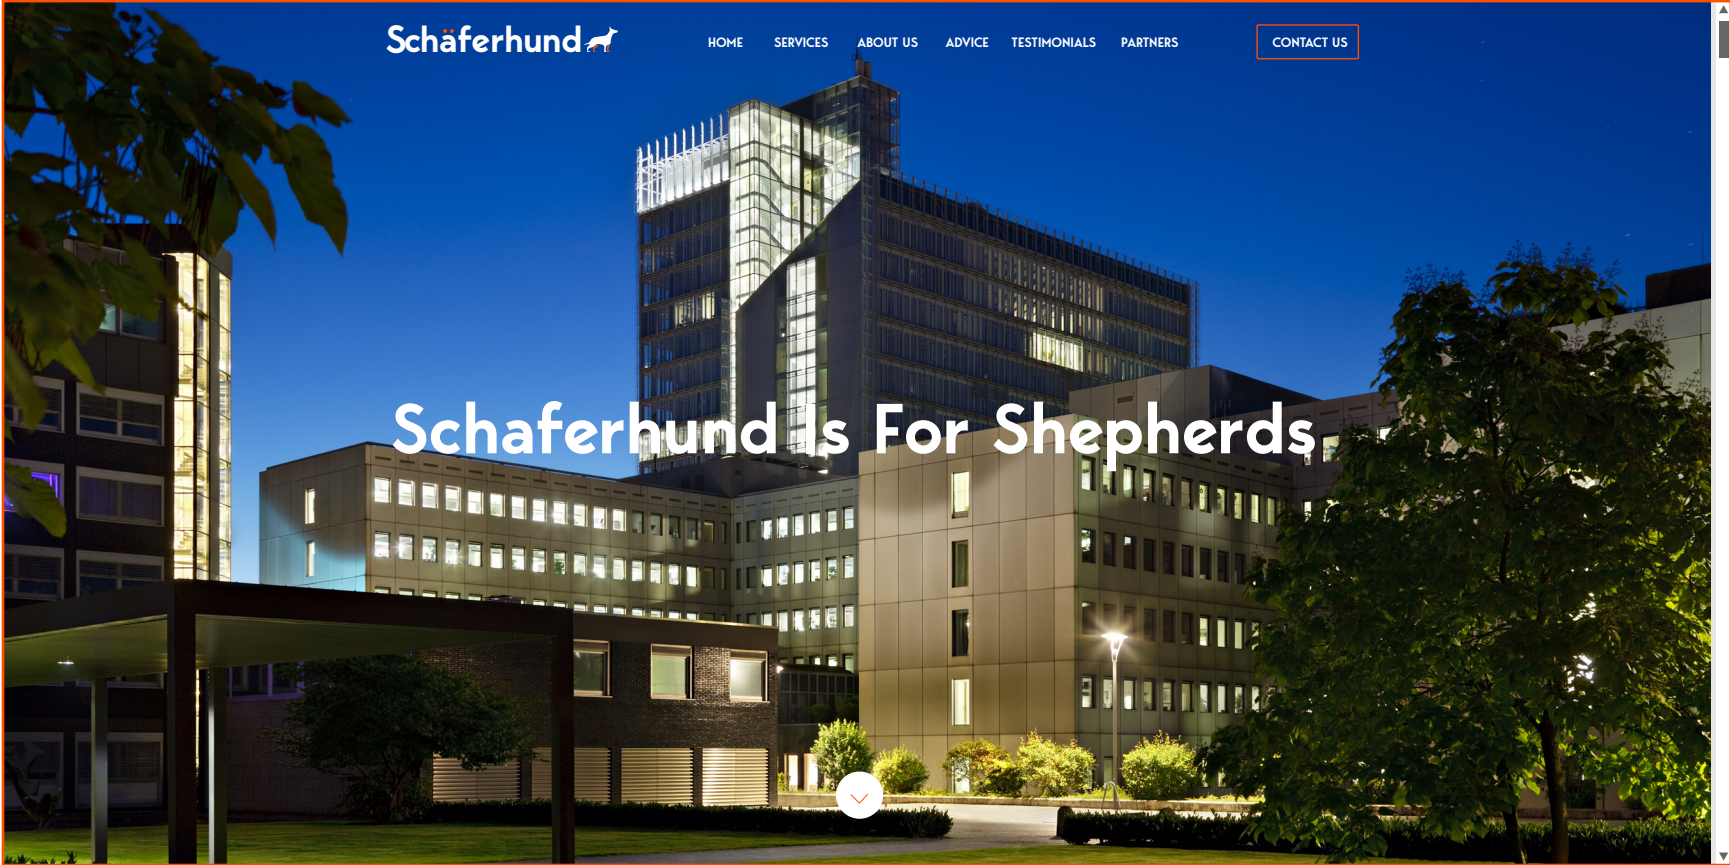 Schäferhund
HOME SERVICES ABOUT US ADVICE TESTIMONIALS PARTNERS CONTACT US
Schaferhund Is For Shepherds